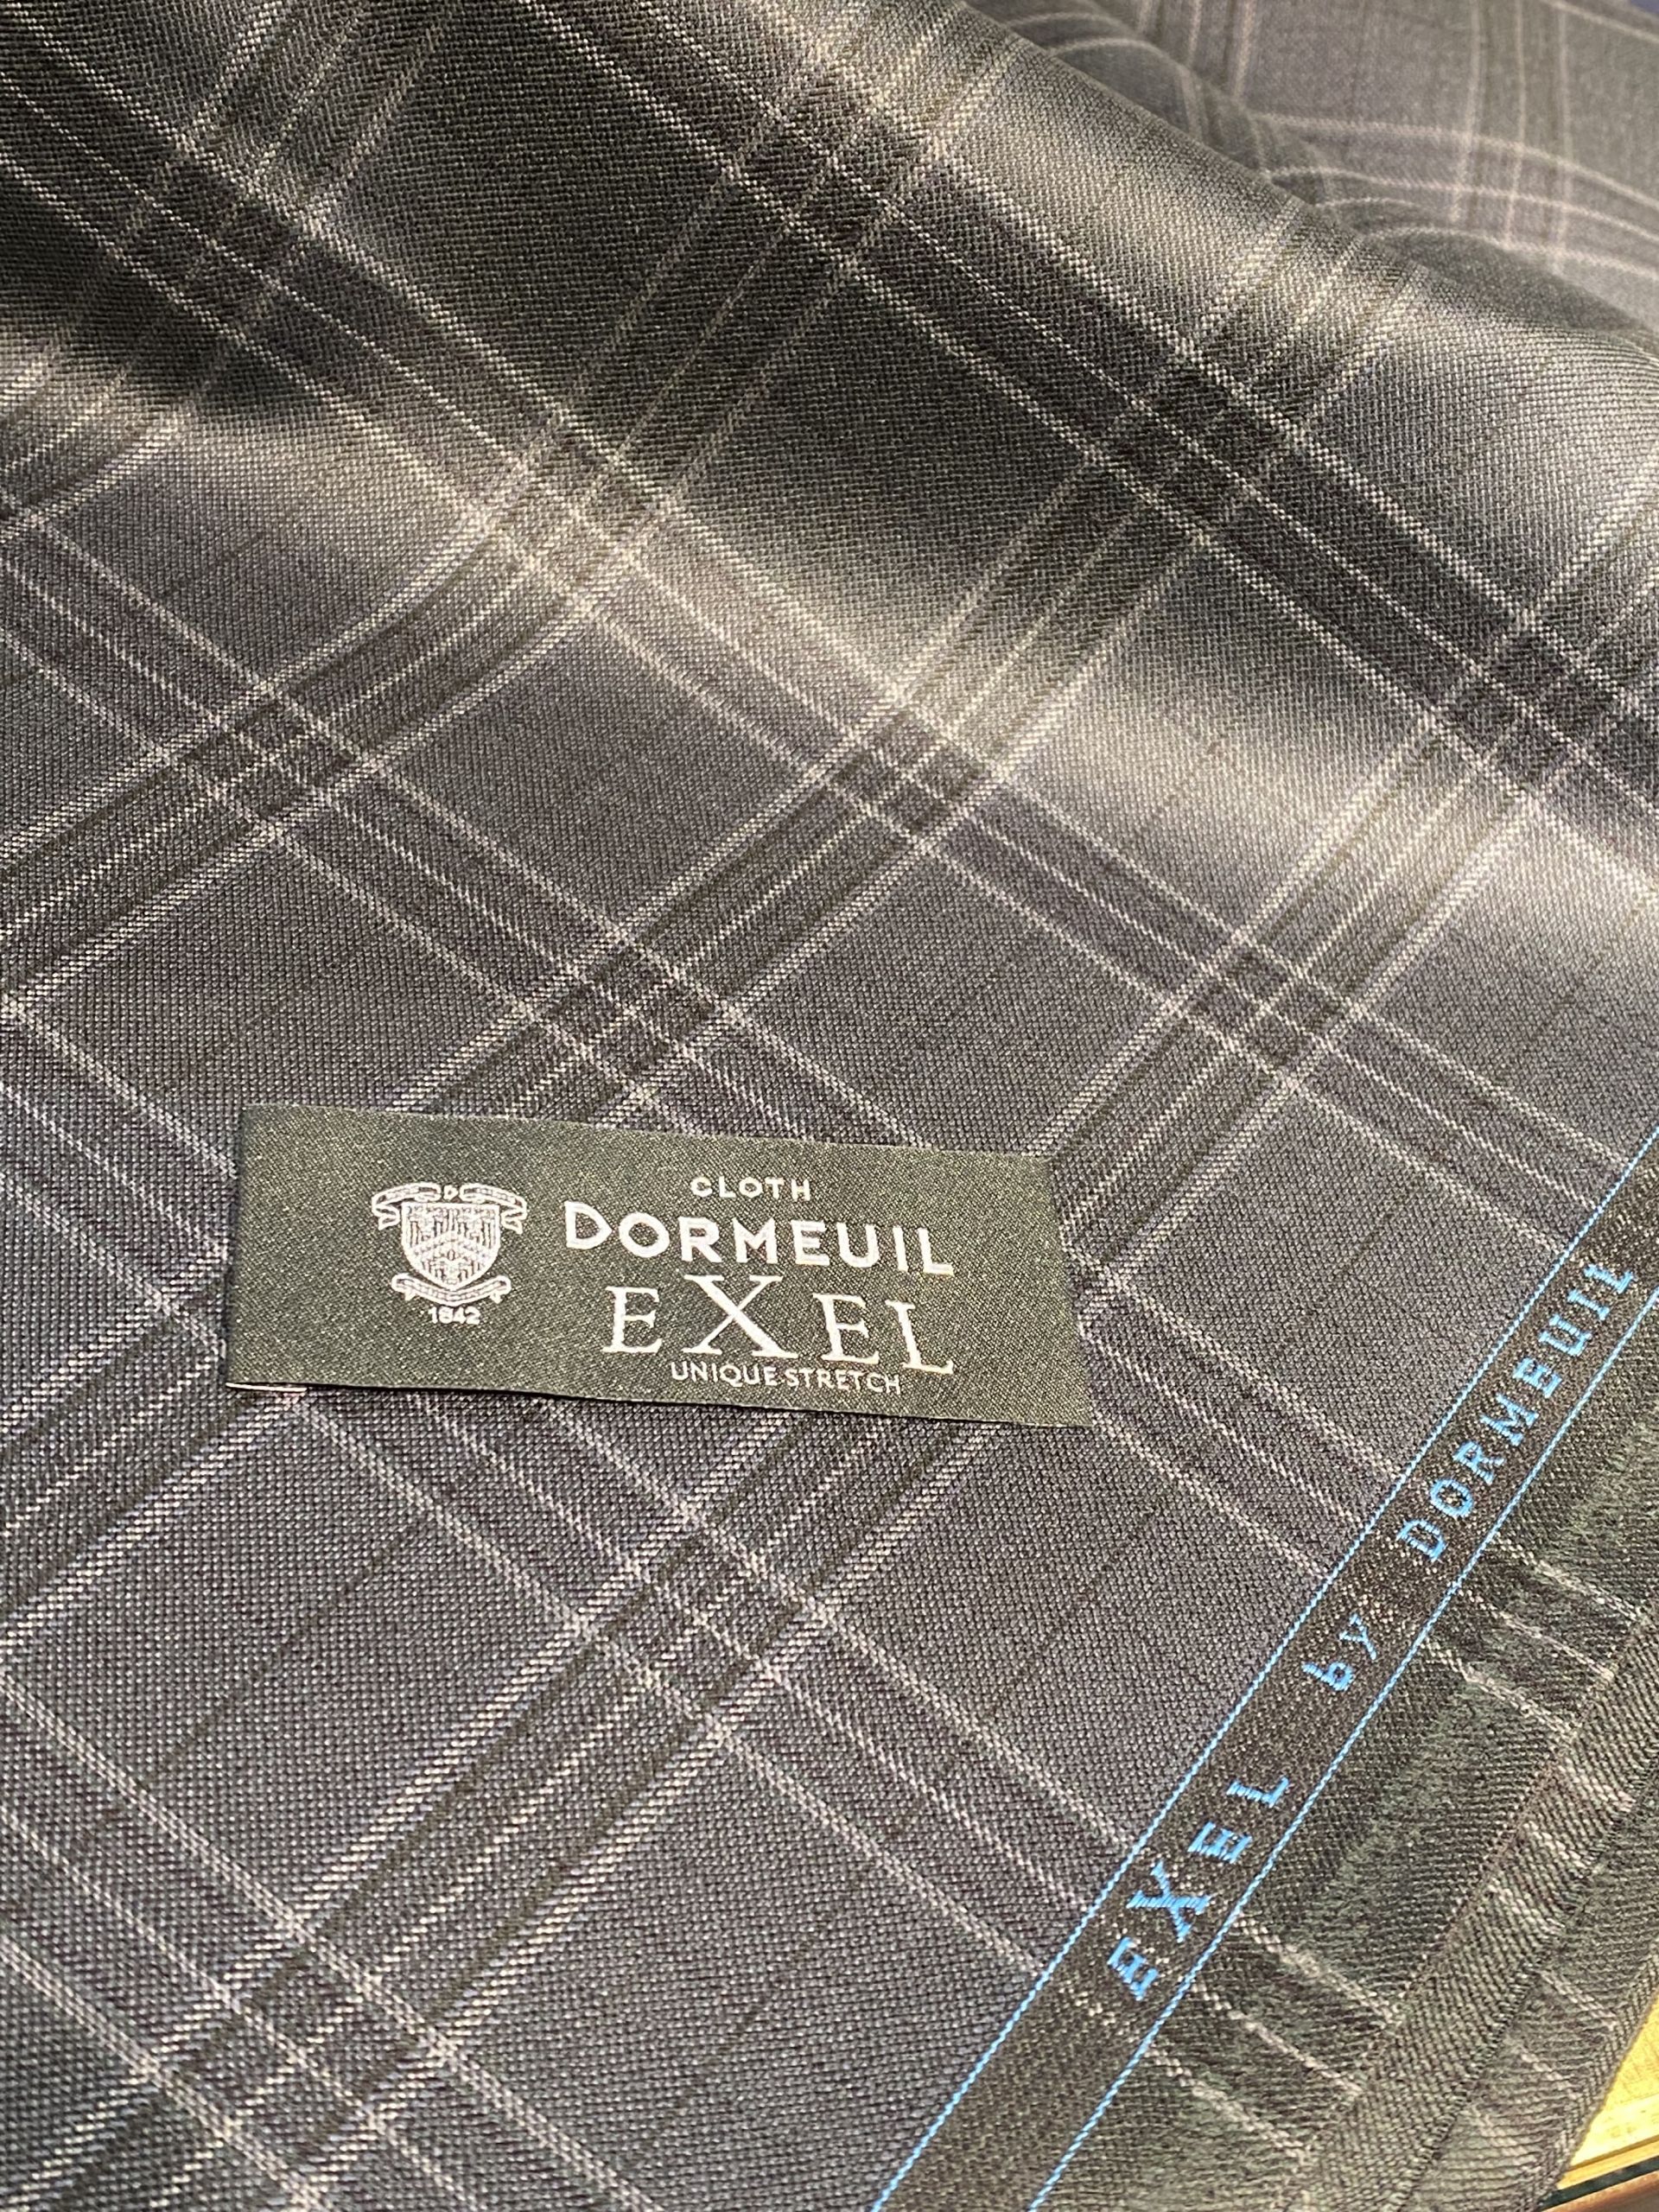 CLOTH
DORMEUIL
EXEL
UNIQUE STRETCH
D
1842
EXEL by DORMEUIL